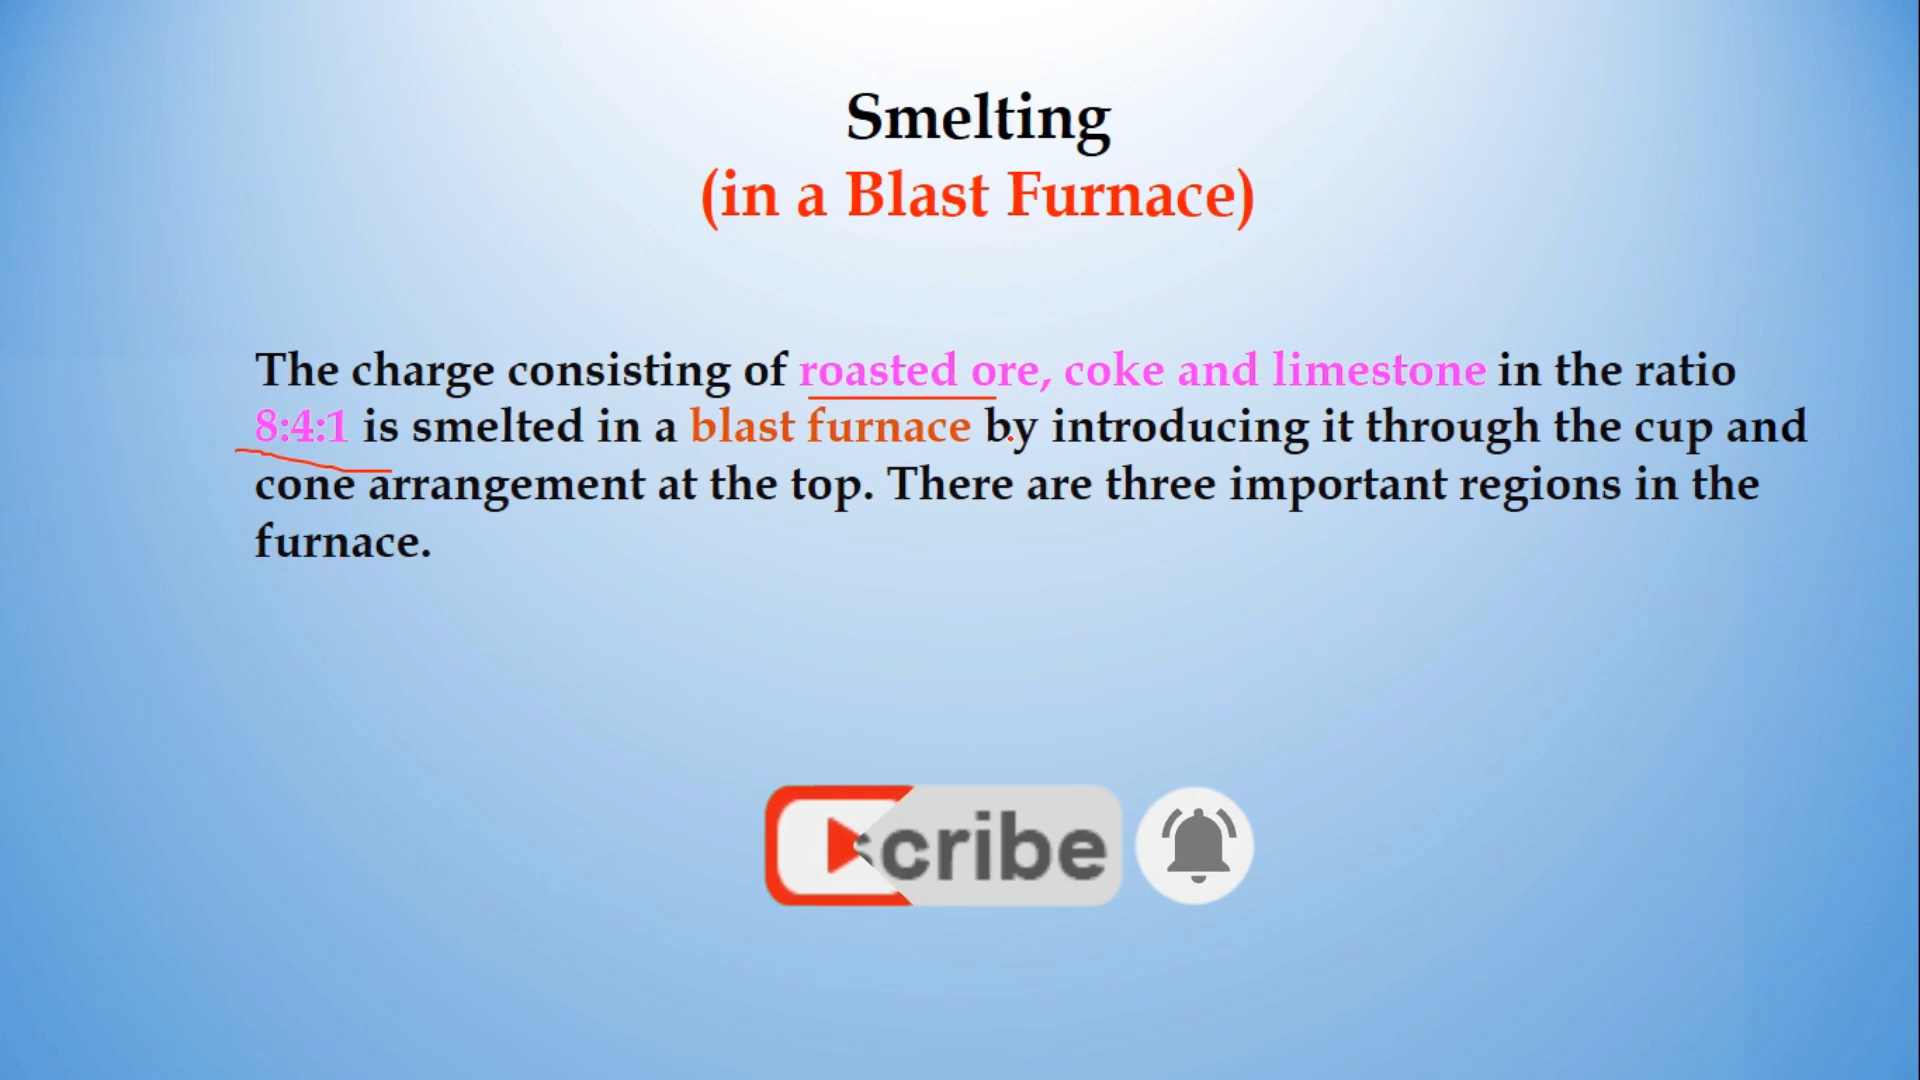 Smelting
(in a Blast Furnace)
The charge consisting of roasted ore, coke and limestone in the ratio
8:4:1 is smelted in a blast furnace by introducing it through the cup and
cone arrangement at the top. There are three important regions in the
furnace.
scribe